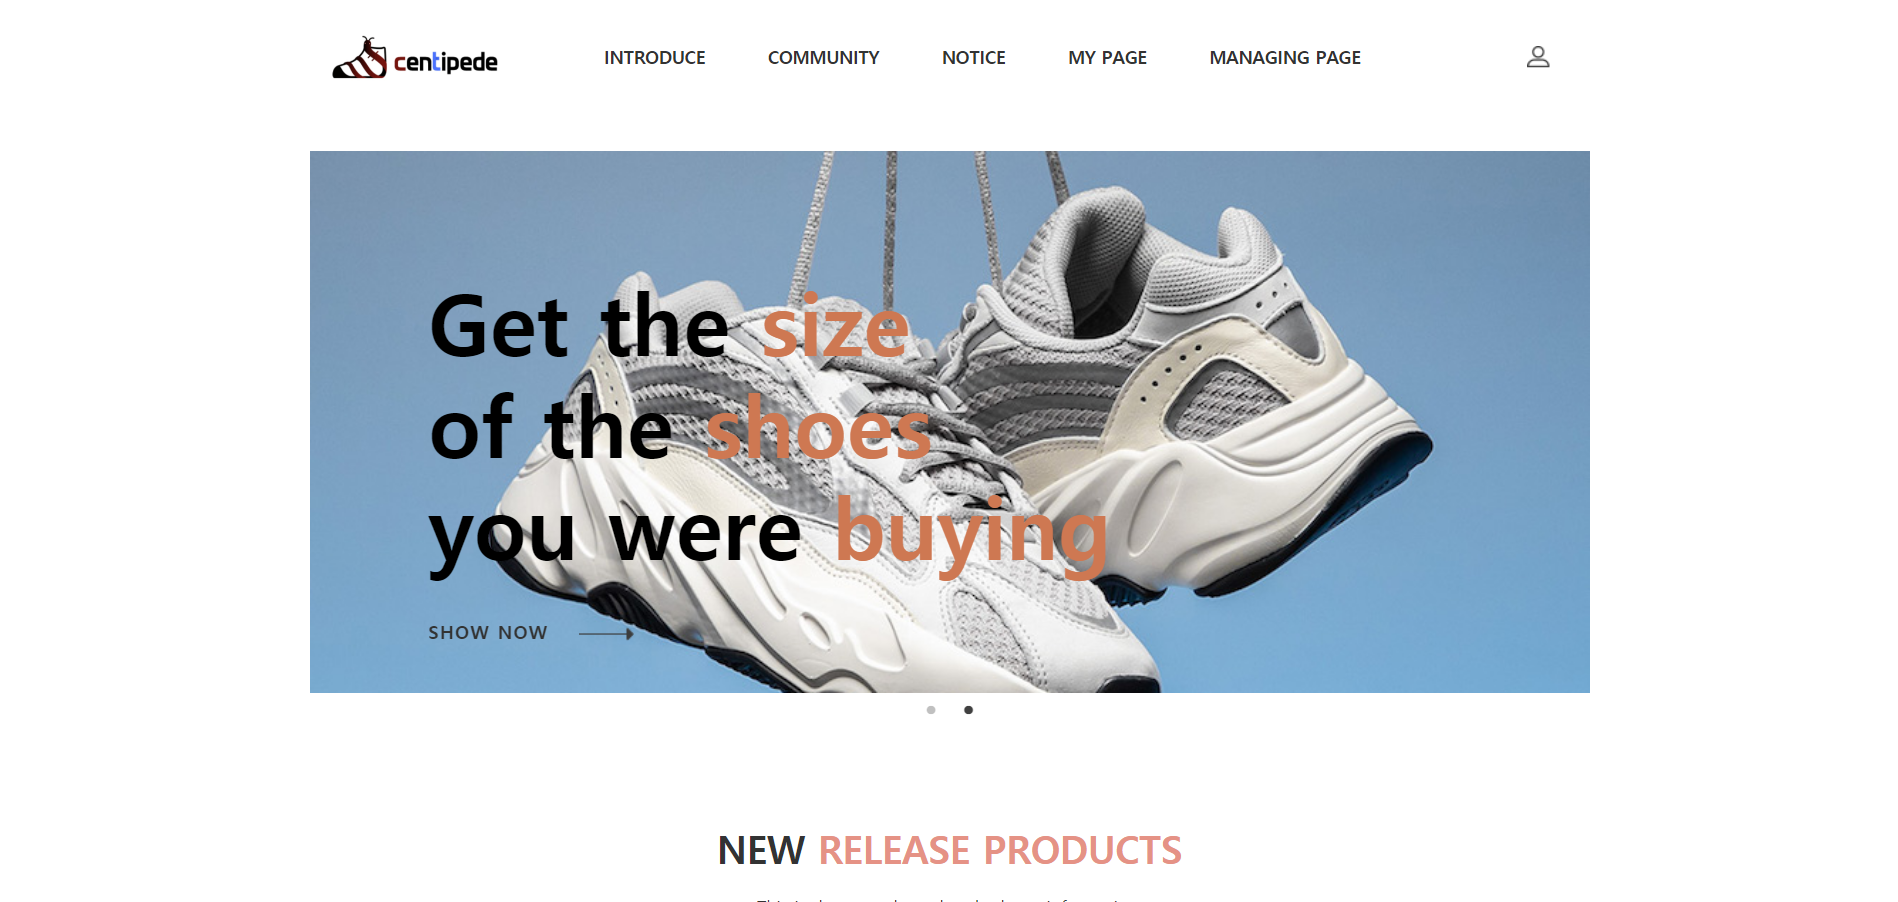 centipede
INTRODUCE
COMMUNITY
NOTICE
MY PAGE
MANAGING PAGE
Get the size
of the shoes
you were buying
SHOW NOW
NEW RELEASE PRODUCTS